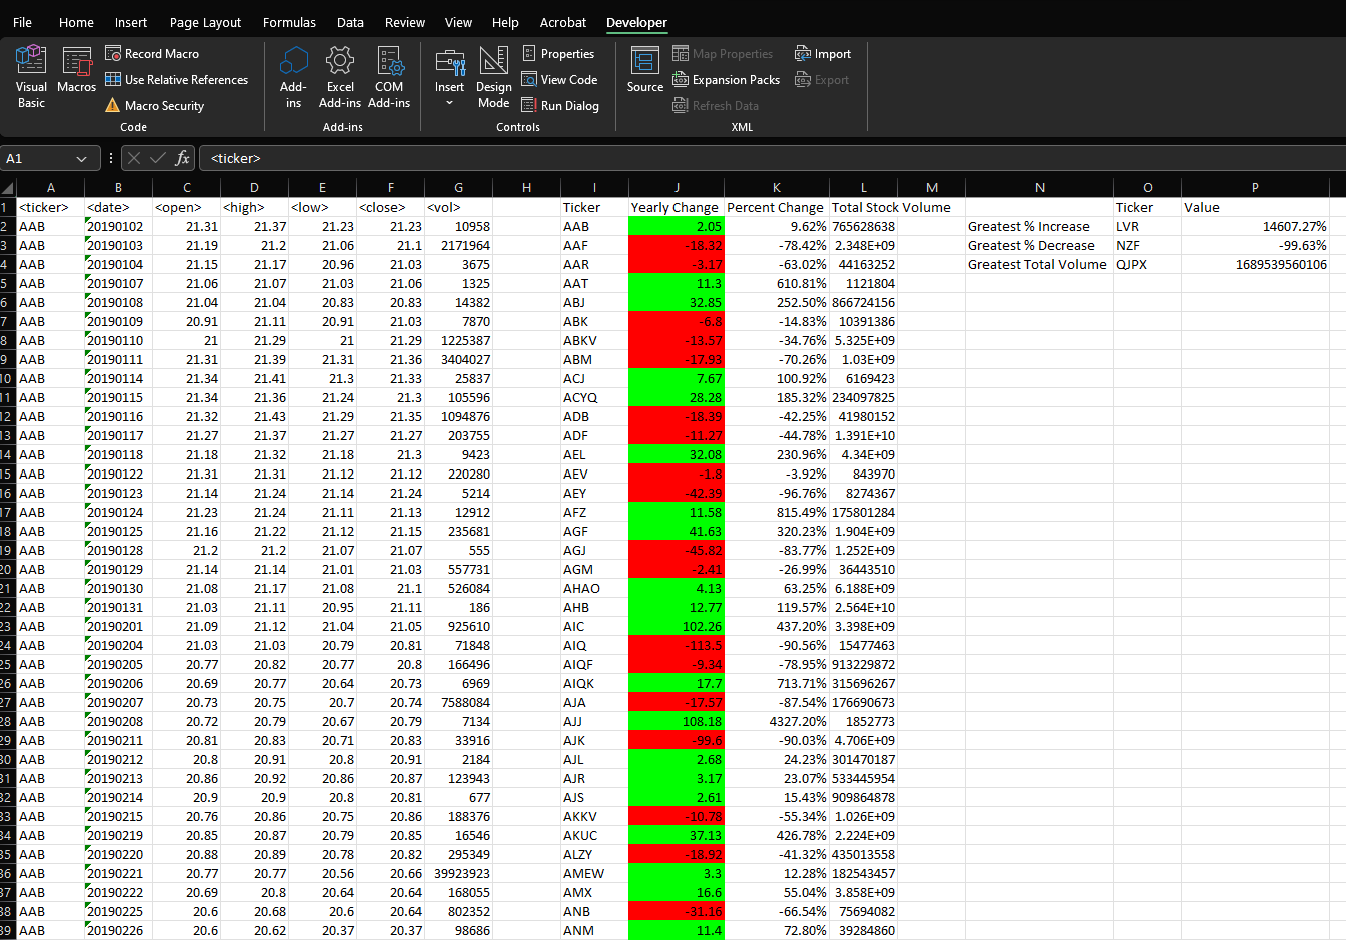 File Home Insert Page Layout Formulas Data Review View Help Acrobat Developer
Visual Basic Macros Record Macro Use Relative References Macro Security Code
Add-ins Excel Add-ins COM Add-ins Add-ins
Insert Design Mode Properties View Code Run Dialog Controls
Source Map Properties Expansion Packs Refresh Data Import Export XML
A1 fx <ticker>
A B C D E F G H I J K L M N O P
1 <ticker> <date> <open> <high> <low> <close> <vol> Ticker Yearly Change Percent Change Total Stock Volume Ticker Value
2 AAB 20190102 21.31 21.37 21.23 21.23 10958 AAB 2.05 9.62% 765628638 Greatest % Increase LVR 14607.27%
3 AAB 20190103 21.19 21.2 21.06 21.1 2171964 AAF -18.32 -78.42% 2.348E+09 Greatest % Decrease NZF -99.63%
4 AAB 20190104 21.15 21.17 20.96 21.03 3675 AAR -3.17 -63.02% 44163252 Greatest Total Volume QJPX 1689539560106
5 AAB 20190107 21.06 21.07 21.03 21.06 1325 AAT 11.3 610.81% 1121804
6 AAB 20190108 21.04 21.04 20.83 20.83 14382 ABJ 32.85 252.50% 866724156
7 AAB 20190109 20.91 21.11 20.91 21.03 7870 ABK -6.8 -14.83% 10391386
8 AAB 20190110 21 21.29 21 21.29 1225387 ABKV -13.57 -34.76% 5.325E+09
9 AAB 20190111 21.31 21.39 21.31 21.36 3404027 ABM -17.93 -70.26% 1.03E+09
10 AAB 20190114 21.34 21.41 21.3 21.33 25837 ACJ 7.67 100.92% 6169423
11 AAB 20190115 21.34 21.36 21.24 21.3 105596 ACYQ 28.28 185.32% 234097825
12 AAB 20190116 21.32 21.43 21.29 21.35 1094876 ADB -18.39 -42.25% 41980152
13 AAB 20190117 21.27 21.37 21.27 21.27 203755 ADF -11.27 -44.78% 1.391E+10
14 AAB 20190118 21.18 21.32 21.18 21.3 9423 AEL 32.08 230.96% 4.34E+09
15 AAB 20190122 21.31 21.31 21.12 21.12 220280 AEV -1.8 -3.92% 843970
16 AAB 20190123 21.14 21.24 21.14 21.24 5214 AEY -42.39 -96.76% 8274367
17 AAB 20190124 21.23 21.24 21.11 21.13 12912 AFZ 11.58 815.49% 175801284
18 AAB 20190125 21.16 21.22 21.12 21.15 235681 AGF 41.63 320.23% 1.904E+09
19 AAB 20190128 21.2 21.2 21.07 21.07 555 AGJ -45.82 -83.77% 1.252E+09
20 AAB 20190129 21.14 21.14 21.01 21.03 557731 AGM -2.41 -26.99% 36443510
21 AAB 20190130 21.08 21.17 21.08 21.1 526084 AHAO 4.13 63.25% 6.188E+09
22 AAB 20190131 21.03 21.11 20.95 21.11 186 AHB 12.77 119.57% 2.564E+10
23 AAB 20190201 21.09 21.12 21.04 21.05 925610 AIC 102.26 437.20% 3.398E+09
24 AAB 20190204 21.03 21.03 20.79 20.81 71848 AIQ -113.5 -90.56% 15477463
25 AAB 20190205 20.77 20.82 20.77 20.8 166496 AIQF -9.34 -78.95% 913229872
26 AAB 20190206 20.69 20.77 20.64 20.73 6969 AIQK 17.7 713.71% 315696267
27 AAB 20190207 20.73 20.75 20.7 20.74 7588084 AJA -17.57 -87.54% 176690673
28 AAB 20190208 20.72 20.79 20.67 20.79 7134 AJJ 108.18 4327.20% 1852773
29 AAB 20190211 20.81 20.83 20.71 20.83 33916 AJK -99.6 -90.03% 4.706E+09
30 AAB 20190212 20.8 20.91 20.8 20.91 2184 AJL 2.68 24.23% 301470187
31 AAB 20190213 20.86 20.92 20.86 20.87 123943 AJR 3.17 23.07% 533445954
32 AAB 20190214 20.9 20.9 20.8 20.81 677 AJS 2.61 15.43% 909864878
33 AAB 20190215 20.76 20.86 20.75 20.86 188376 AKKV -10.78 -55.34% 1.026E+09
34 AAB 20190219 20.85 20.87 20.79 20.85 16546 AKUC 37.13 426.78% 2.224E+09
35 AAB 20190220 20.88 20.89 20.78 20.82 295349 ALZY -18.92 -41.32% 435013558
36 AAB 20190221 20.77 20.77 20.56 20.66 39923923 AMEW 3.3 12.28% 182543457
37 AAB 20190222 20.69 20.8 20.64 20.64 168055 AMX 16.6 55.04% 3.858E+09
38 AAB 20190225 20.6 20.68 20.6 20.64 802352 ANB -31.16 -66.54% 75694082
39 AAB 20190226 20.6 20.62 20.37 20.37 98686 ANM 11.4 72.80% 39284860